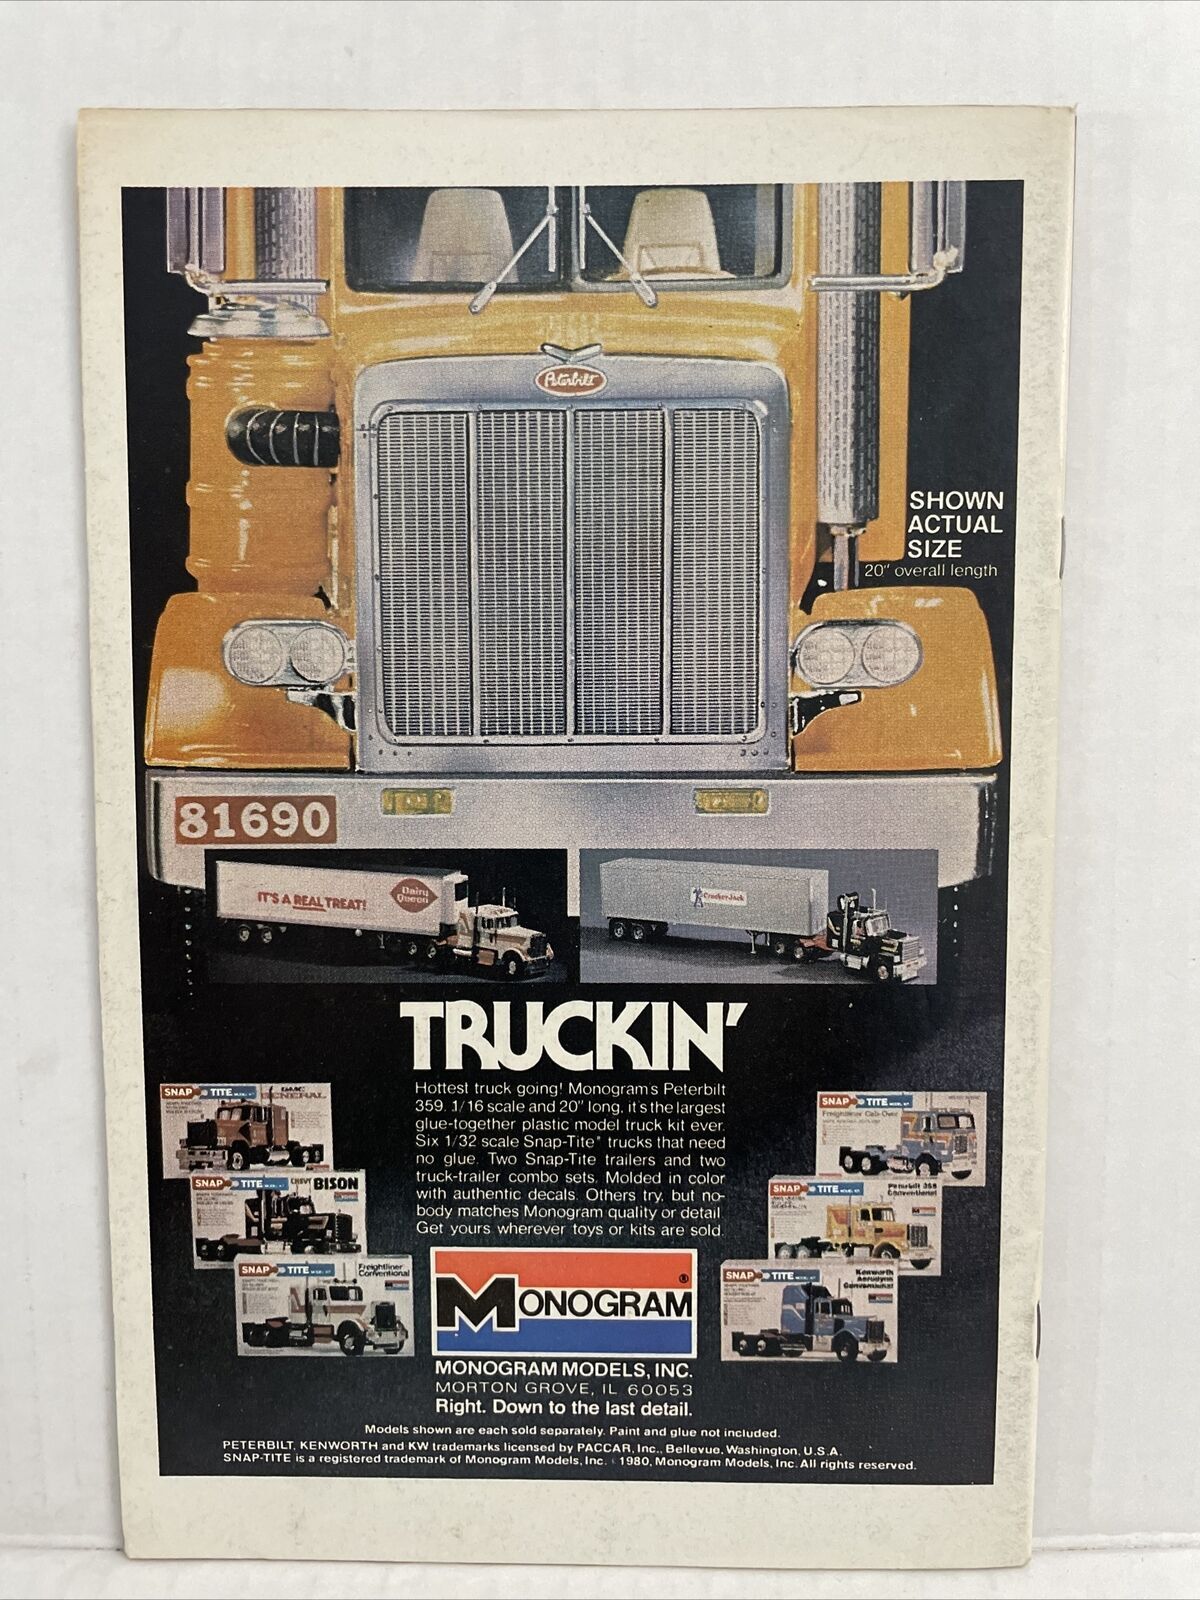 Peterbilt
SHOWN
ACTUAL
SIZE
20" overall length
81690
IT'S A REAL TREAT!
Dairy
Queen
CrackerJack
TRUCKIN'
Hottest truck going! Monogram's Peterbilt
359. 1/16 scale and 20" long, it's the largest
glue-together plastic model truck kit ever.
Six 1/32 scale Snap-Tite® trucks that need
no glue. Two Snap-Tite trailers and two
truck-trailer combo sets. Molded in color
with authentic decals. Others try, but no-
body matches Monogram quality or detail.
Get yours wherever toys or kits are sold.
SNAP TITE
GENERAL
SNAP TITE
CHEVY BISON
SNAP TITE
Freightliner
Conventional
SNAP TITE
Freightliner Cab-Over
SNAP TITE
Peterbilt 359
Conventional
SNAP TITE
Kenworth
Aerodyne
Conventional
MONOGRAM ®
MONOGRAM MODELS, INC.
MORTON GROVE, IL 60053
Right. Down to the last detail.
Models shown are each sold separately. Paint and glue not included.
PETERBILT, KENWORTH and KW trademarks licensed by PACCAR, Inc., Bellevue, Washington, U.S.A.
SNAP-TITE is a registered trademark of Monogram Models, Inc. 1980, Monogram Models, Inc. All rights reserved.